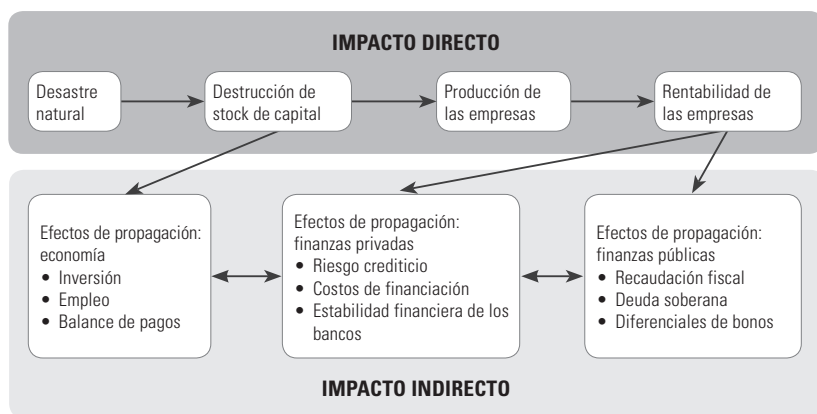 IMPACTO DIRECTO
Desastre
natural
Destrucción de
stock de capital
Producción de
las empresas
Rentabilidad de
las empresas
Efectos de propagación:
economía
• Inversión
• Empleo
• Balance de pagos
Efectos de propagación:
finanzas privadas
• Riesgo crediticio
• Costos de financiación
• Estabilidad financiera de los
bancos
Efectos de propagación:
finanzas públicas
• Recaudación fiscal
• Deuda soberana
• Diferenciales de bonos
IMPACTO INDIRECTO